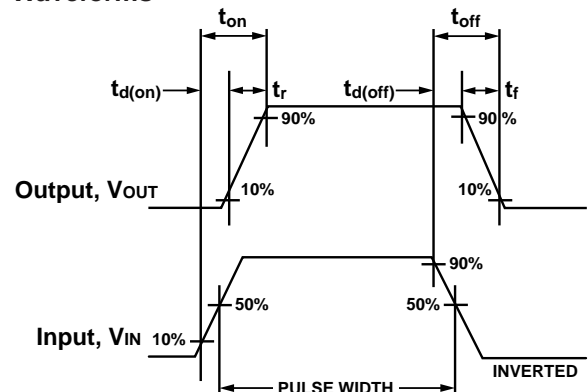 ton
toff
td(on)
tr
td(off)
tf
90%
90%
Output, VOUT
10%
10%
90%
50%
50%
Input, VIN
10%
INVERTED
PULSE WIDTH